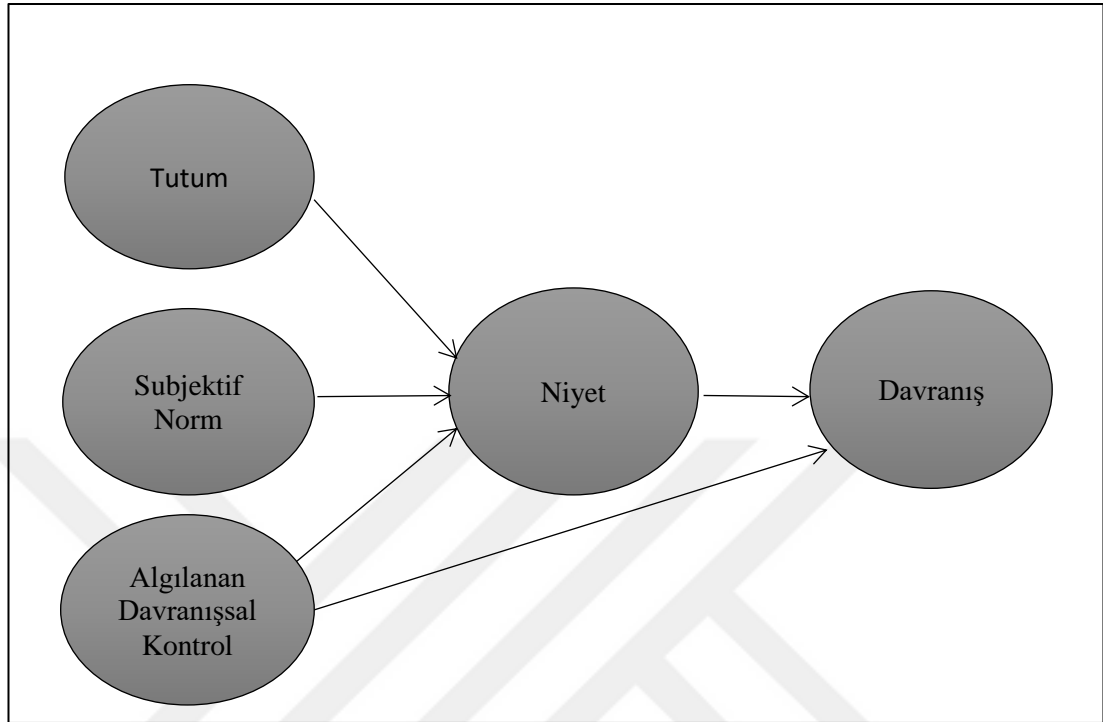 Tutum
Subjektif
Norm
Algılanan
Davranışsal
Kontrol
Niyet
Davranış